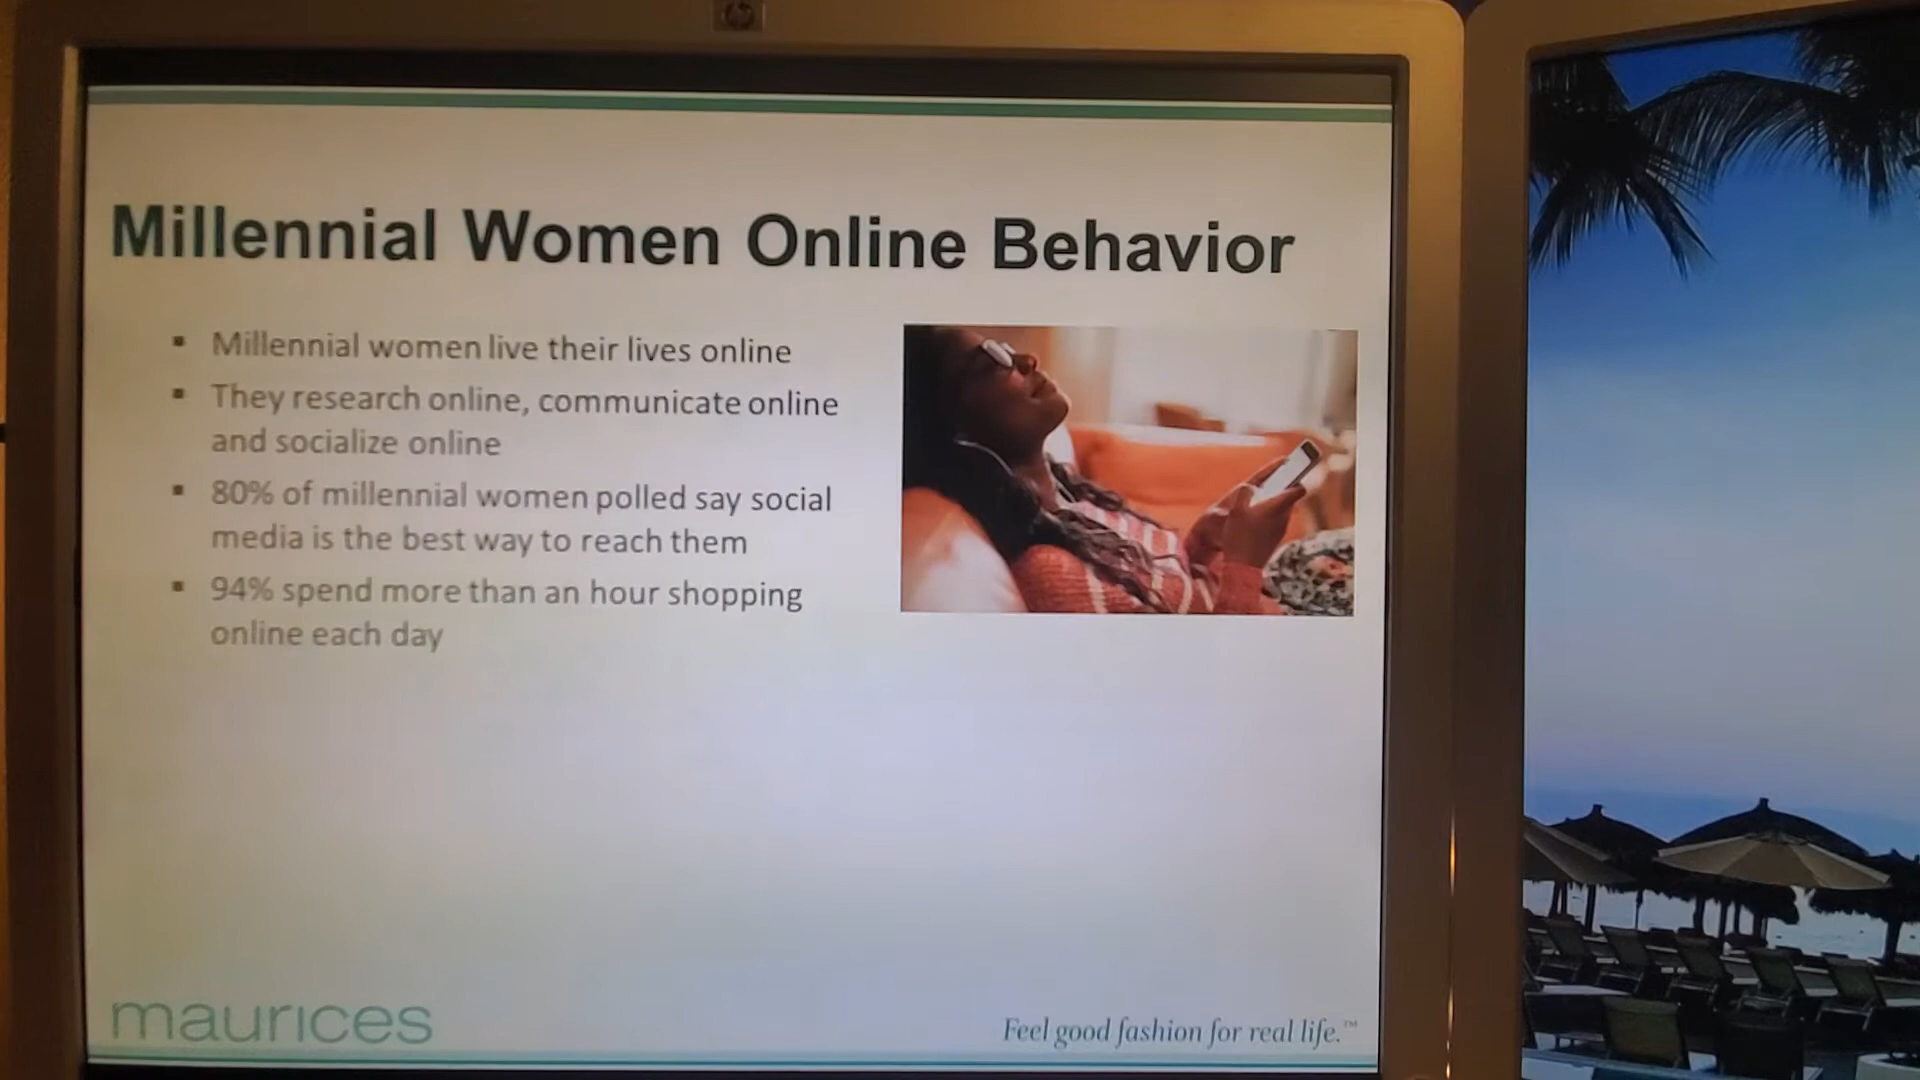 hp
Millennial Women Online Behavior
▪ Millennial women live their lives online
▪ They research online, communicate online
and socialize online
▪ 80% of millennial women polled say social
media is the best way to reach them
▪ 94% spend more than an hour shopping
online each day
maurices
Feel good fashion for real life.™